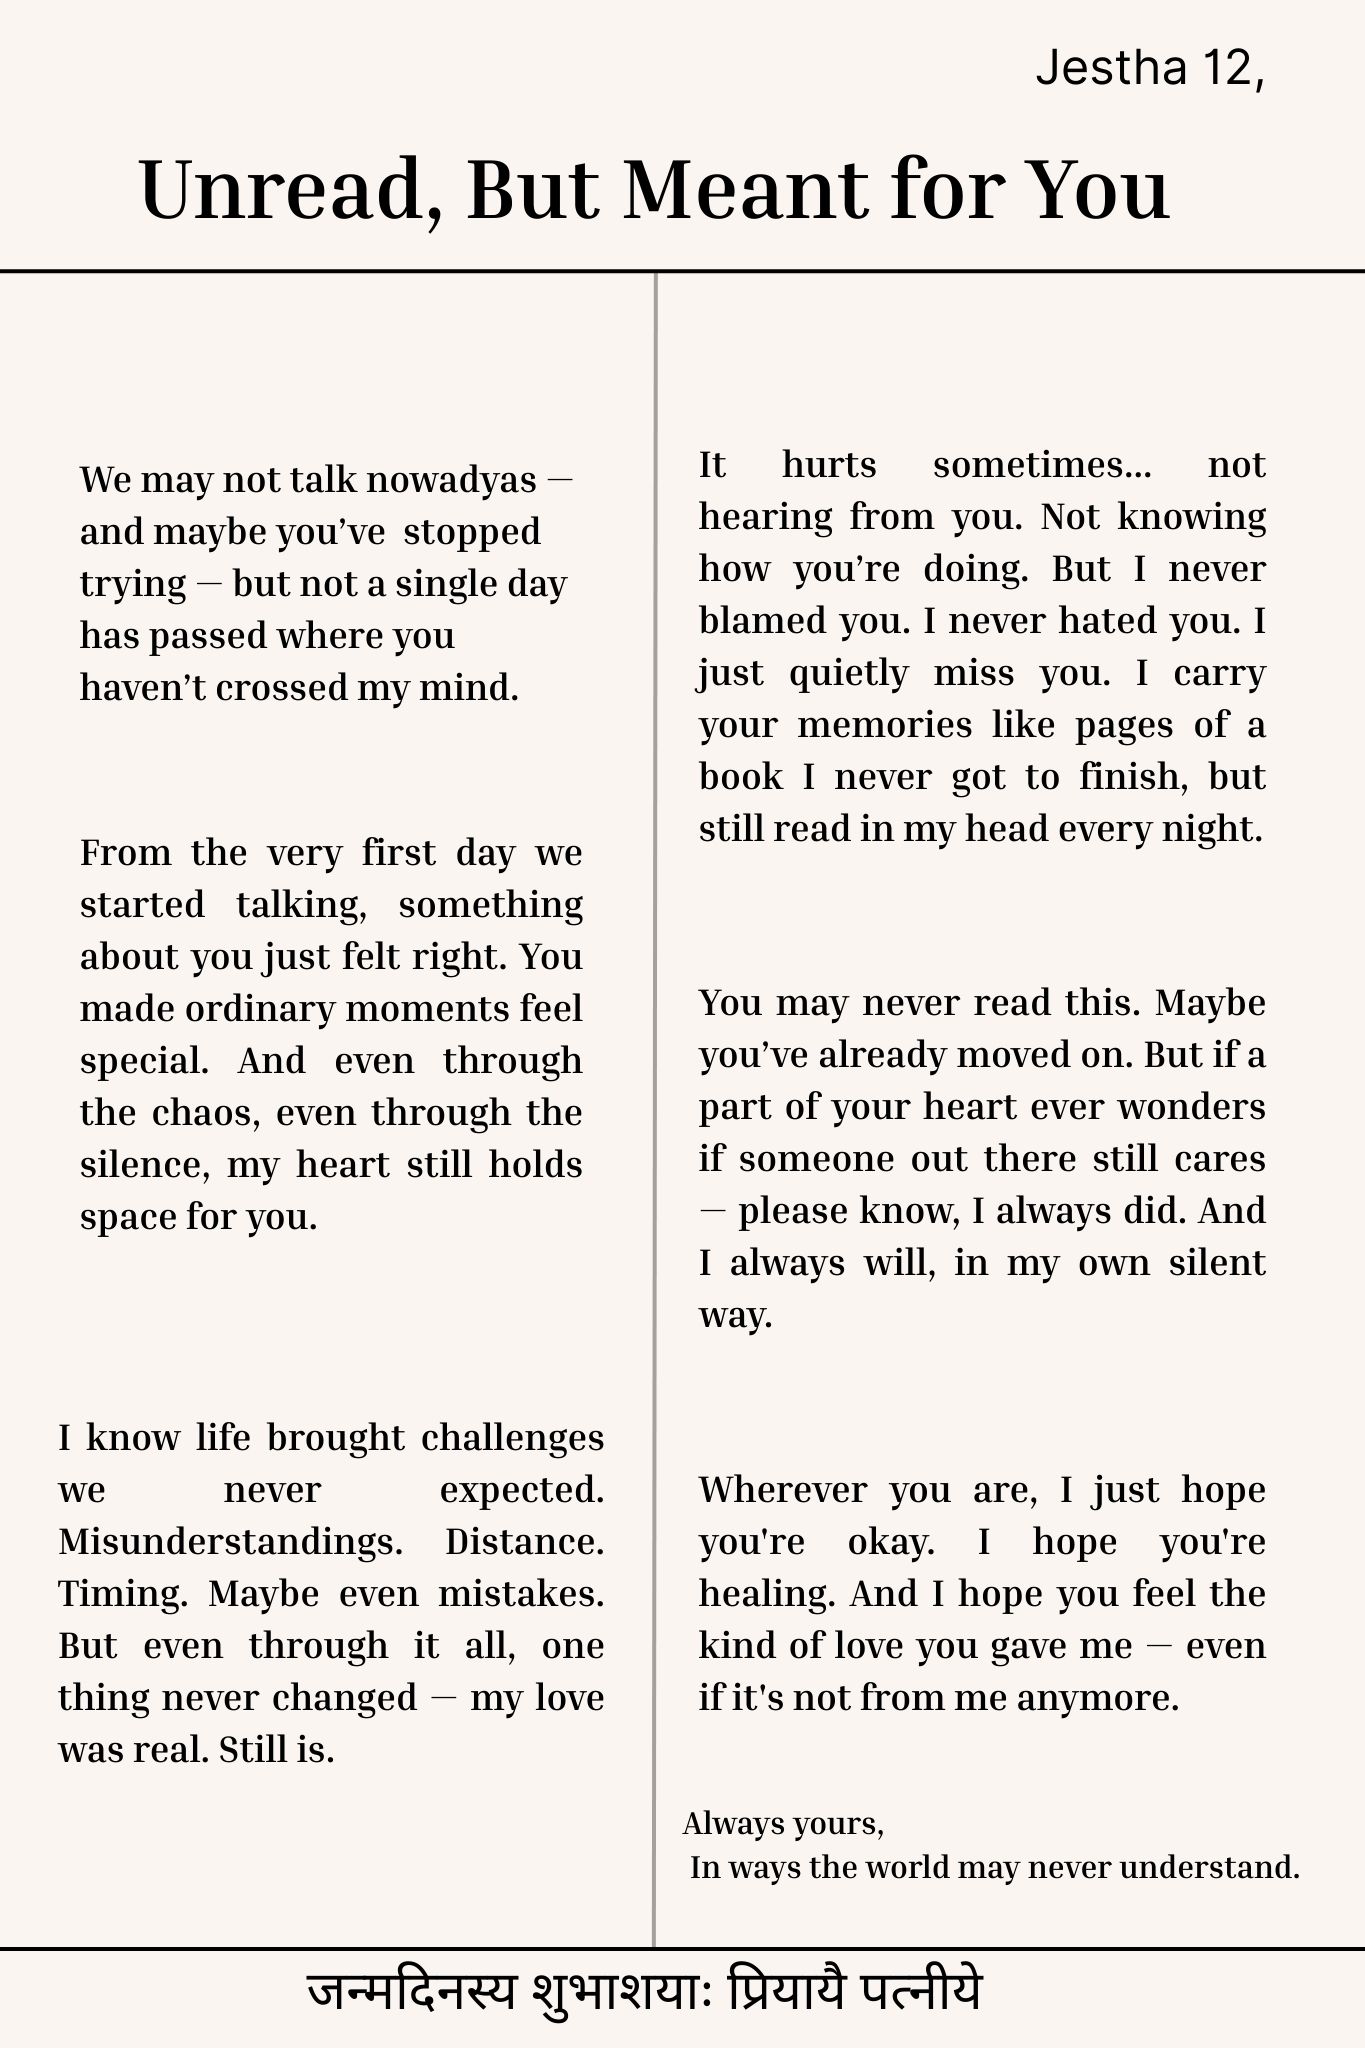 Jestha 12,
Unread, But Meant for You
We may not talk nowadyas —
and maybe you’ve  stopped
trying — but not a single day
has passed where you
haven’t crossed my mind.
From the very first day we
started talking, something
about you just felt right. You
made ordinary moments feel
special. And even through
the chaos, even through the
silence, my heart still holds
space for you.
I know life brought challenges
we never expected.
Misunderstandings. Distance.
Timing. Maybe even mistakes.
But even through it all, one
thing never changed — my love
was real. Still is.
It hurts sometimes... not
hearing from you. Not knowing
how you’re doing. But I never
blamed you. I never hated you. I
just quietly miss you. I carry
your memories like pages of a
book I never got to finish, but
still read in my head every night.
You may never read this. Maybe
you’ve already moved on. But if a
part of your heart ever wonders
if someone out there still cares
— please know, I always did. And
I always will, in my own silent
way.
Wherever you are, I just hope
you're okay. I hope you're
healing. And I hope you feel the
kind of love you gave me — even
if it's not from me anymore.
Always yours,
In ways the world may never understand.
जन्मदिनस्य शुभाशयाः प्रियायै पत्नीये